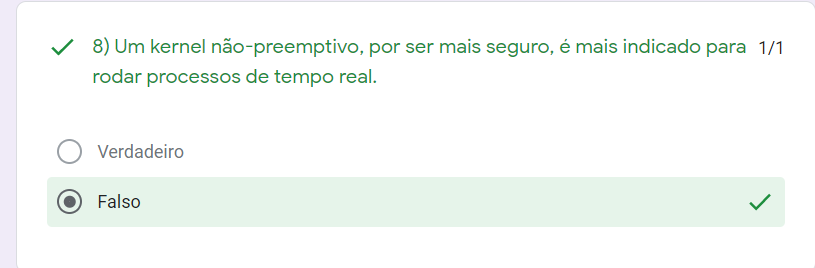 8) Um kernel não-preemptivo, por ser mais seguro, é mais indicado para 1/1
rodar processos de tempo real.
Verdadeiro
Falso